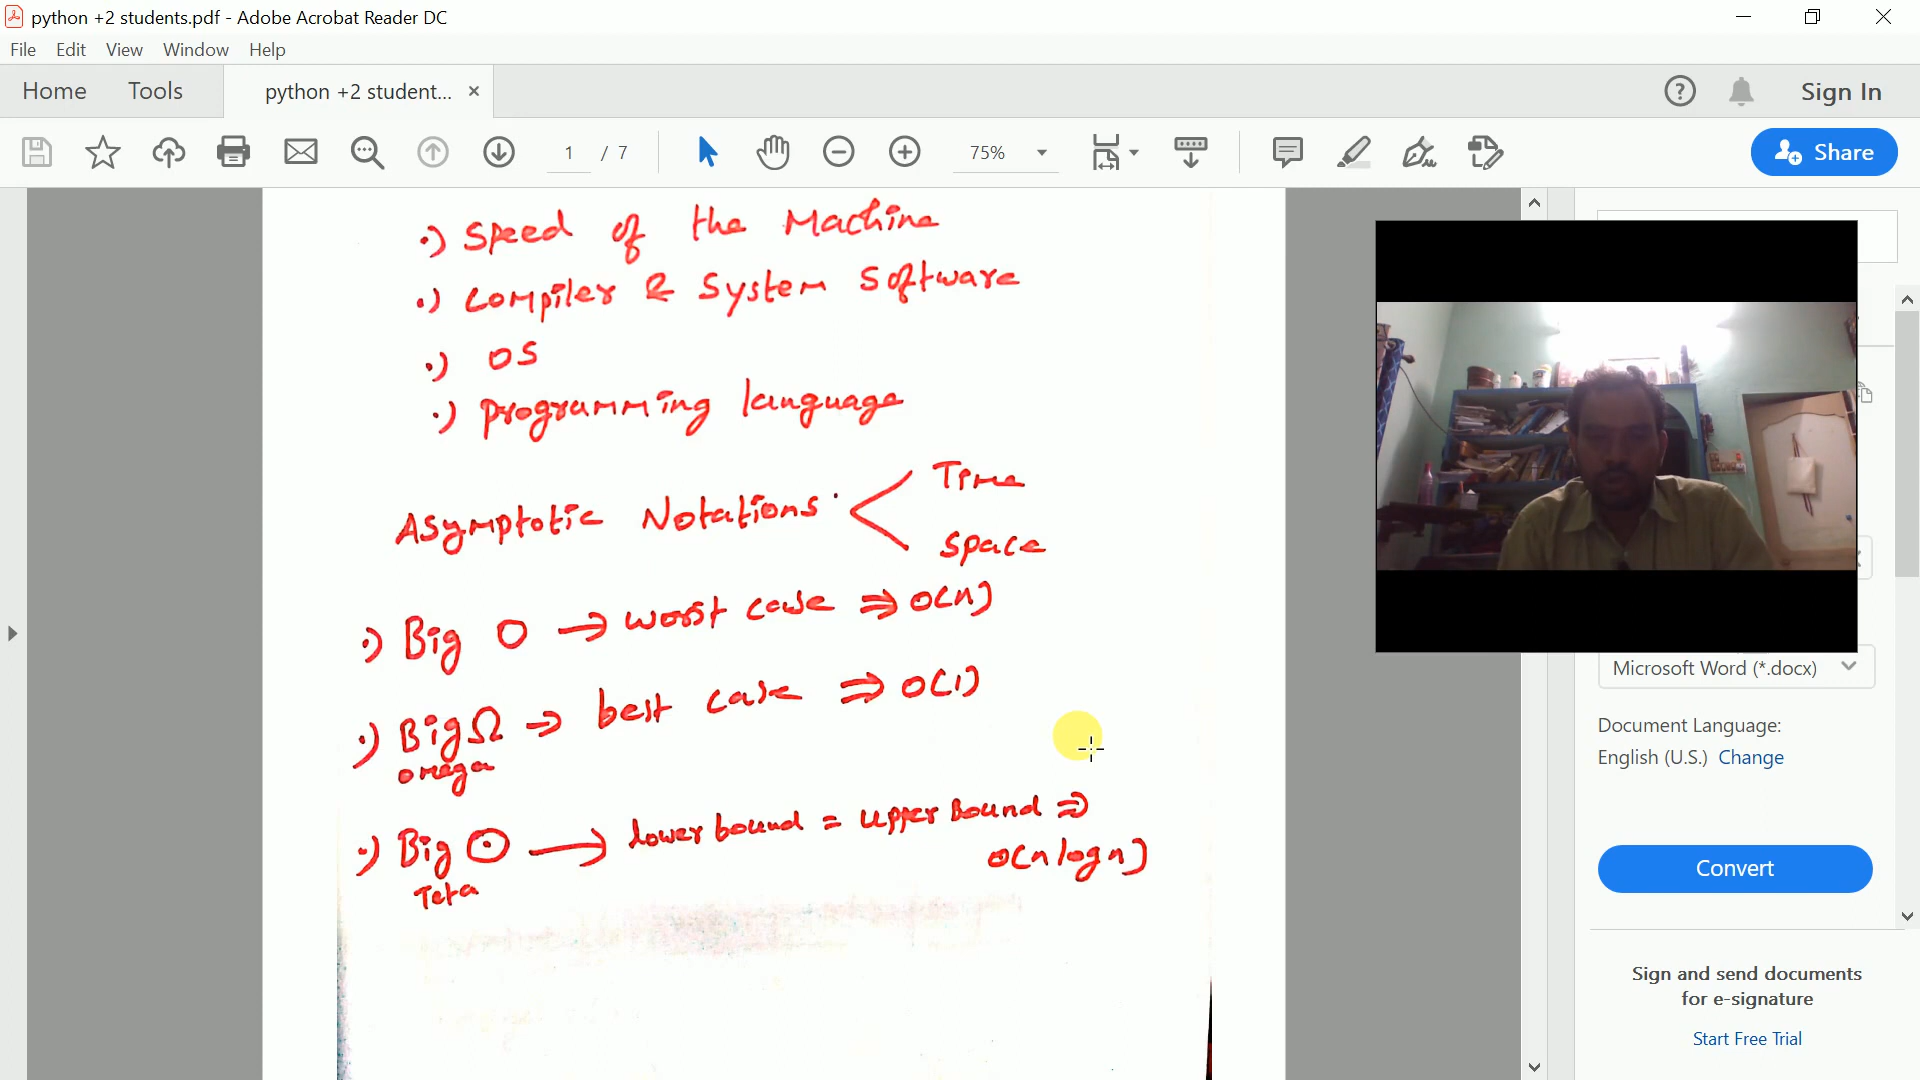 python +2 students.pdf - Adobe Acrobat Reader DC
File Edit View Window Help
Home Tools python +2 student... × Sign In
1 / 7 75% Share
·) Speed of the Machine
·) Compiler & System Software
·) OS
·) Programming language
Asymptotic Notations
Time
Space
·) Big O → worst case ⇒ O(n)
·) Big Ω → best case ⇒ O(1)
omega
·) Big ⊙ → lower bound = upper Bound ⇒
O(n log n)
Teta
Microsoft Word (*.docx)
Document Language:
English (U.S.) Change
Convert
Sign and send documents
for e-signature
Start Free Trial